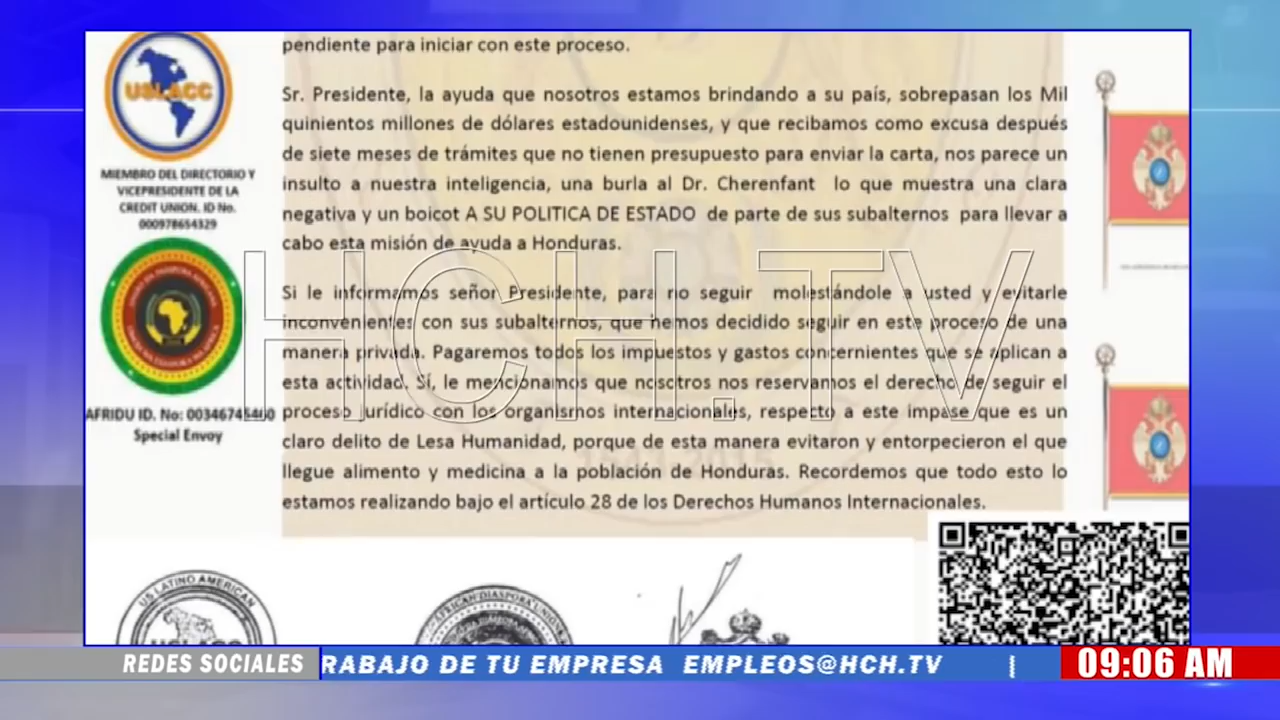 USLACC
MIEMBRO DEL DIRECTORIO Y
VICEPRESIDENTE DE LA
CREDIT UNION. ID No.
000978654329
AFRIDU ID. No: 00346745460
Special Envoy
pendiente para iniciar con este proceso.
Sr. Presidente, la ayuda que nosotros estamos brindando a su país, sobrepasan los Mil
quinientos millones de dólares estadounidenses, y que recibamos como excusa después
de siete meses de trámites que no tienen presupuesto para enviar la carta, nos parece un
insulto a nuestra inteligencia, una burla al Dr. Cherenfant lo que muestra una clara
negativa y un boicot A SU POLITICA DE ESTADO de parte de sus subalternos para llevar a
cabo esta misión de ayuda a Honduras.
Si le informamos señor Presidente, para no seguir molestándole a usted y evitarle
inconvenientes con sus subalternos, que hemos decidido seguir en este proceso de una
manera privada. Pagaremos todos los impuestos y gastos concernientes que se aplican a
esta actividad. Sí, le mencionamos que nosotros nos reservamos el derecho de seguir el
proceso jurídico con los organismos internacionales, respecto a este impase que es un
claro delito de Lesa Humanidad, porque de esta manera evitaron y entorpecieron el que
llegue alimento y medicina a la población de Honduras. Recordemos que todo esto lo
estamos realizando bajo el artículo 28 de los Derechos Humanos Internacionales.
HCH.TV
US LATINO AMERICAN
USLACC
AFRICAN DIASPORA UNION
REDES SOCIALES
RABAJO DE TU EMPRESA EMPLEOS@HCH.TV
09:06 AM